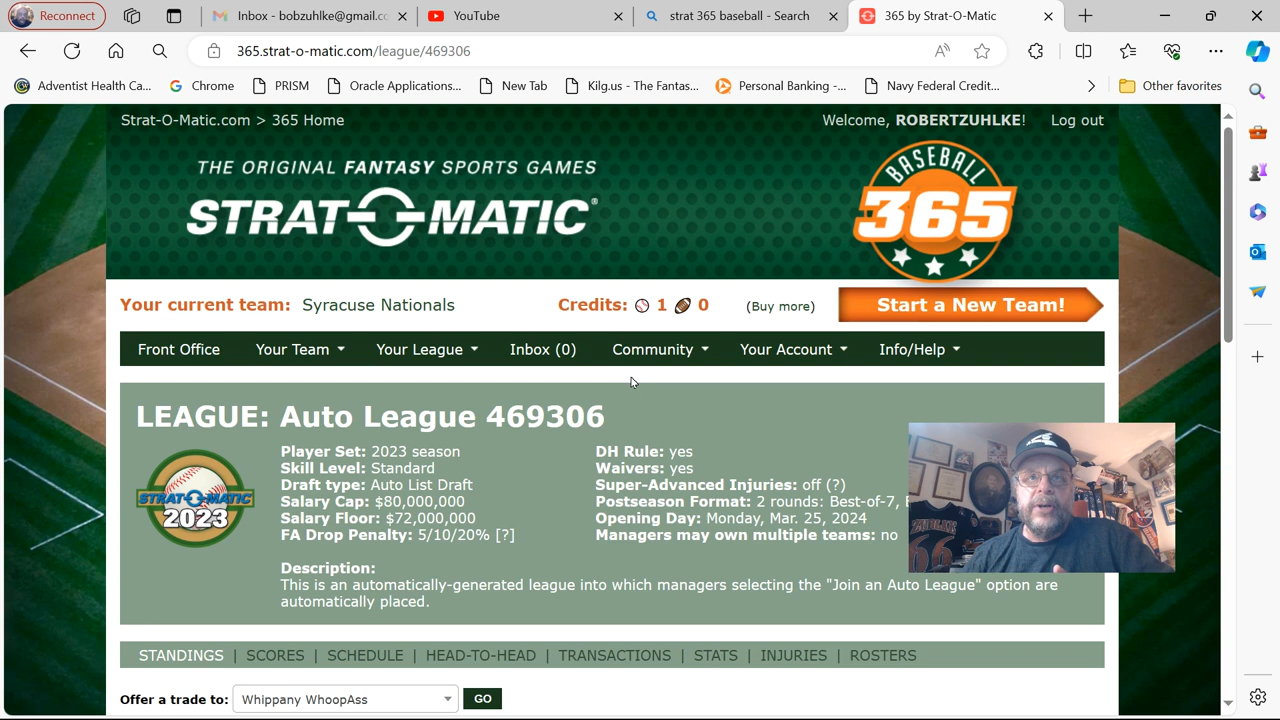 Reconnect
Inbox - bobzuhlke@gmail.cc
YouTube
strat 365 baseball - Search
365 by Strat-O-Matic
365.strat-o-matic.com/league/469306
Adventist Health Ca...
Chrome
PRISM
Oracle Applications...
New Tab
Kilg.us - The Fantas...
Personal Banking -...
Navy Federal Credit...
Other favorites
Strat-O-Matic.com > 365 Home
Welcome, ROBERTZUHLKE!
Log out
THE ORIGINAL FANTASY SPORTS GAMES
STRAT-O-MATIC®
BASEBALL
365
Your current team: Syracuse Nationals
Credits: 1 0 (Buy more)
Start a New Team!
Front Office
Your Team
Your League
Inbox (0)
Community
Your Account
Info/Help
LEAGUE: Auto League 469306
STRAT-O-MATIC
2023
Player Set: 2023 season
Skill Level: Standard
Draft type: Auto List Draft
Salary Cap: $80,000,000
Salary Floor: $72,000,000
FA Drop Penalty: 5/10/20% [?]
DH Rule: yes
Waivers: yes
Super-Advanced Injuries: off (?)
Postseason Format: 2 rounds: Best-of-7,
Opening Day: Monday, Mar. 25, 2024
Managers may own multiple teams: no
ZUHLKE
66
Description:
This is an automatically-generated league into which managers selecting the "Join an Auto League" option are
automatically placed.
STANDINGS | SCORES | SCHEDULE | HEAD-TO-HEAD | TRANSACTIONS | STATS | INJURIES | ROSTERS
Offer a trade to: Whippany WhoopAss GO